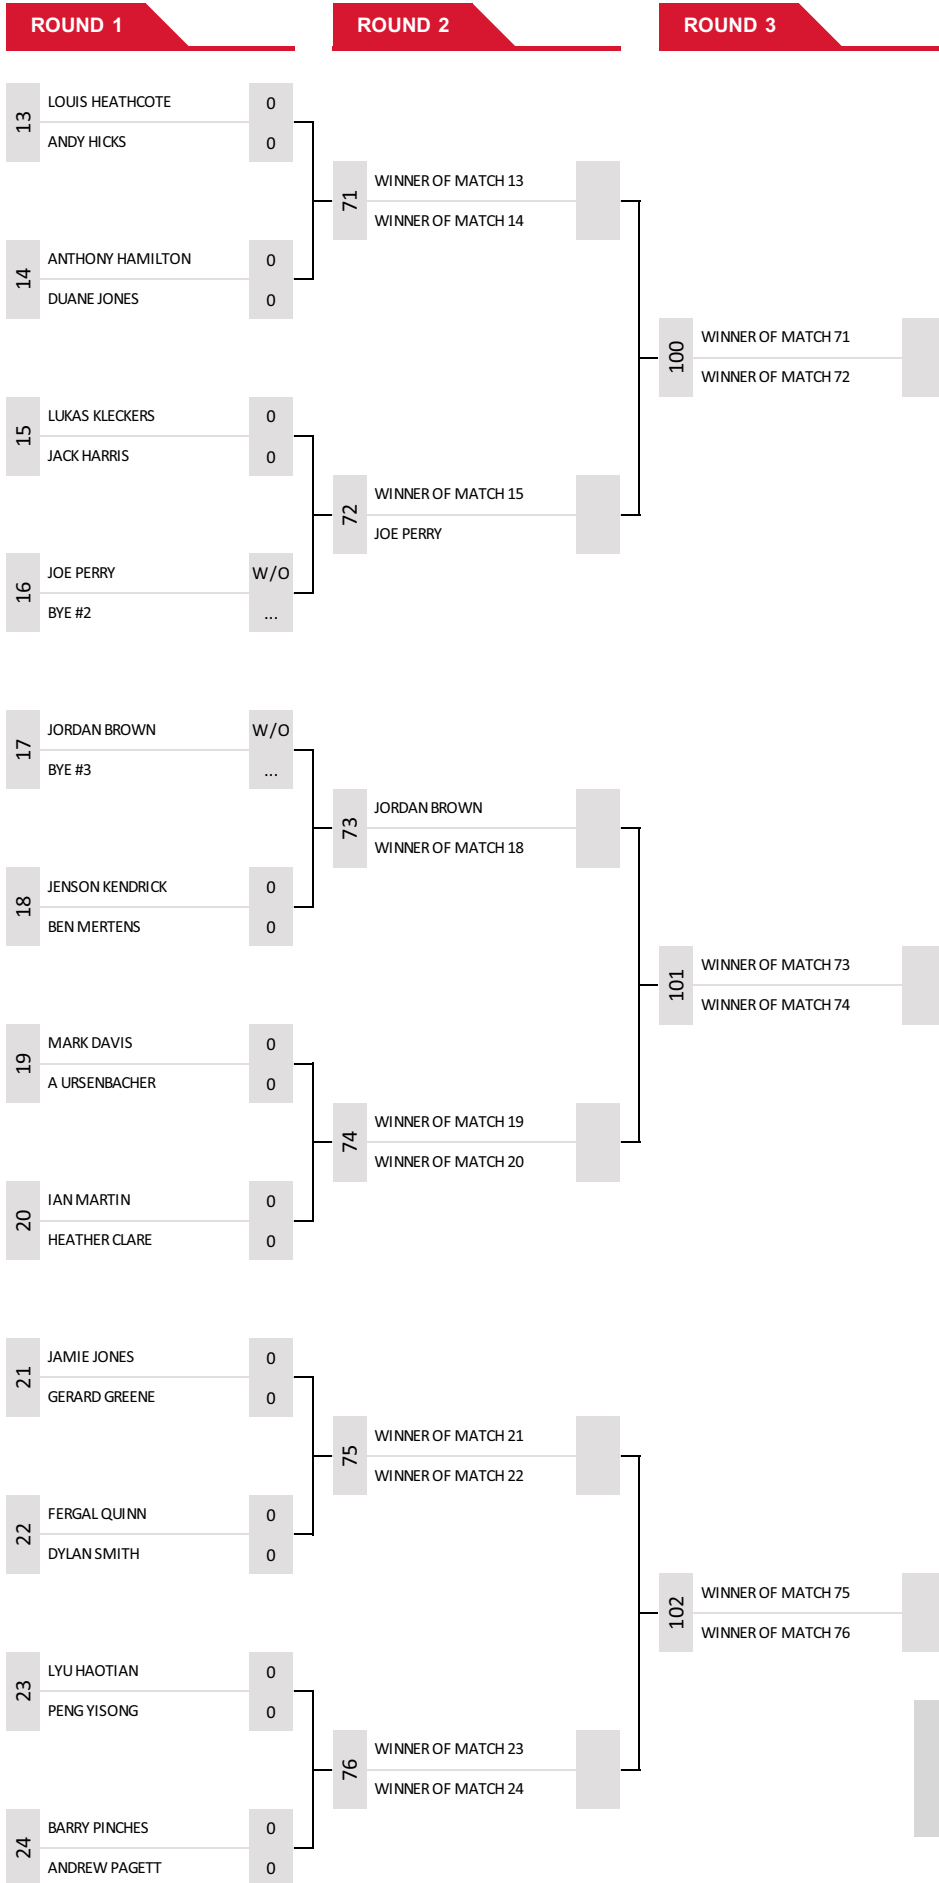 ROUND 1
ROUND 2
ROUND 3
13
LOUIS HEATHCOTE 0
ANDY HICKS 0
71
WINNER OF MATCH 13
WINNER OF MATCH 14
14
ANTHONY HAMILTON 0
DUANE JONES 0
100
WINNER OF MATCH 71
WINNER OF MATCH 72
15
LUKAS KLECKERS 0
JACK HARRIS 0
72
WINNER OF MATCH 15
JOE PERRY
16
JOE PERRY W/O
BYE #2 ...
17
JORDAN BROWN W/O
BYE #3 ...
73
JORDAN BROWN
WINNER OF MATCH 18
18
JENSON KENDRICK 0
BEN MERTENS 0
101
WINNER OF MATCH 73
WINNER OF MATCH 74
19
MARK DAVIS 0
A URSENBACHER 0
74
WINNER OF MATCH 19
WINNER OF MATCH 20
20
IAN MARTIN 0
HEATHER CLARE 0
21
JAMIE JONES 0
GERARD GREENE 0
75
WINNER OF MATCH 21
WINNER OF MATCH 22
22
FERGAL QUINN 0
DYLAN SMITH 0
102
WINNER OF MATCH 75
WINNER OF MATCH 76
23
LYU HAOTIAN 0
PENG YISONG 0
76
WINNER OF MATCH 23
WINNER OF MATCH 24
24
BARRY PINCHES 0
ANDREW PAGETT 0